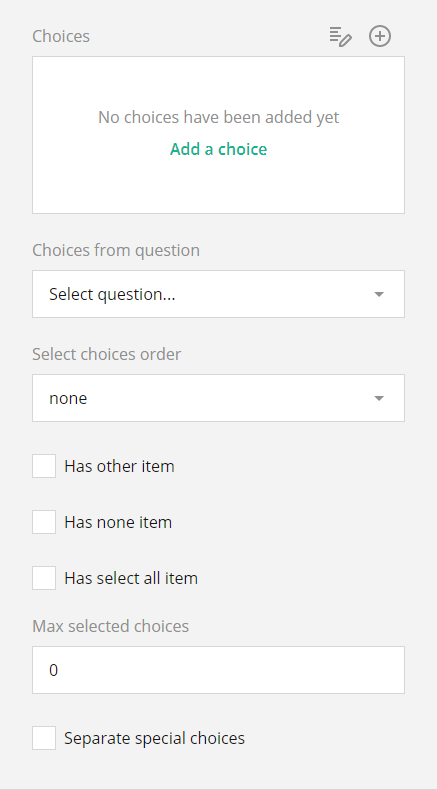 Choices
No choices have been added yet
Add a choice
Choices from question
Select question...
Select choices order
none
Has other item
Has none item
Has select all item
Max selected choices
0
Separate special choices